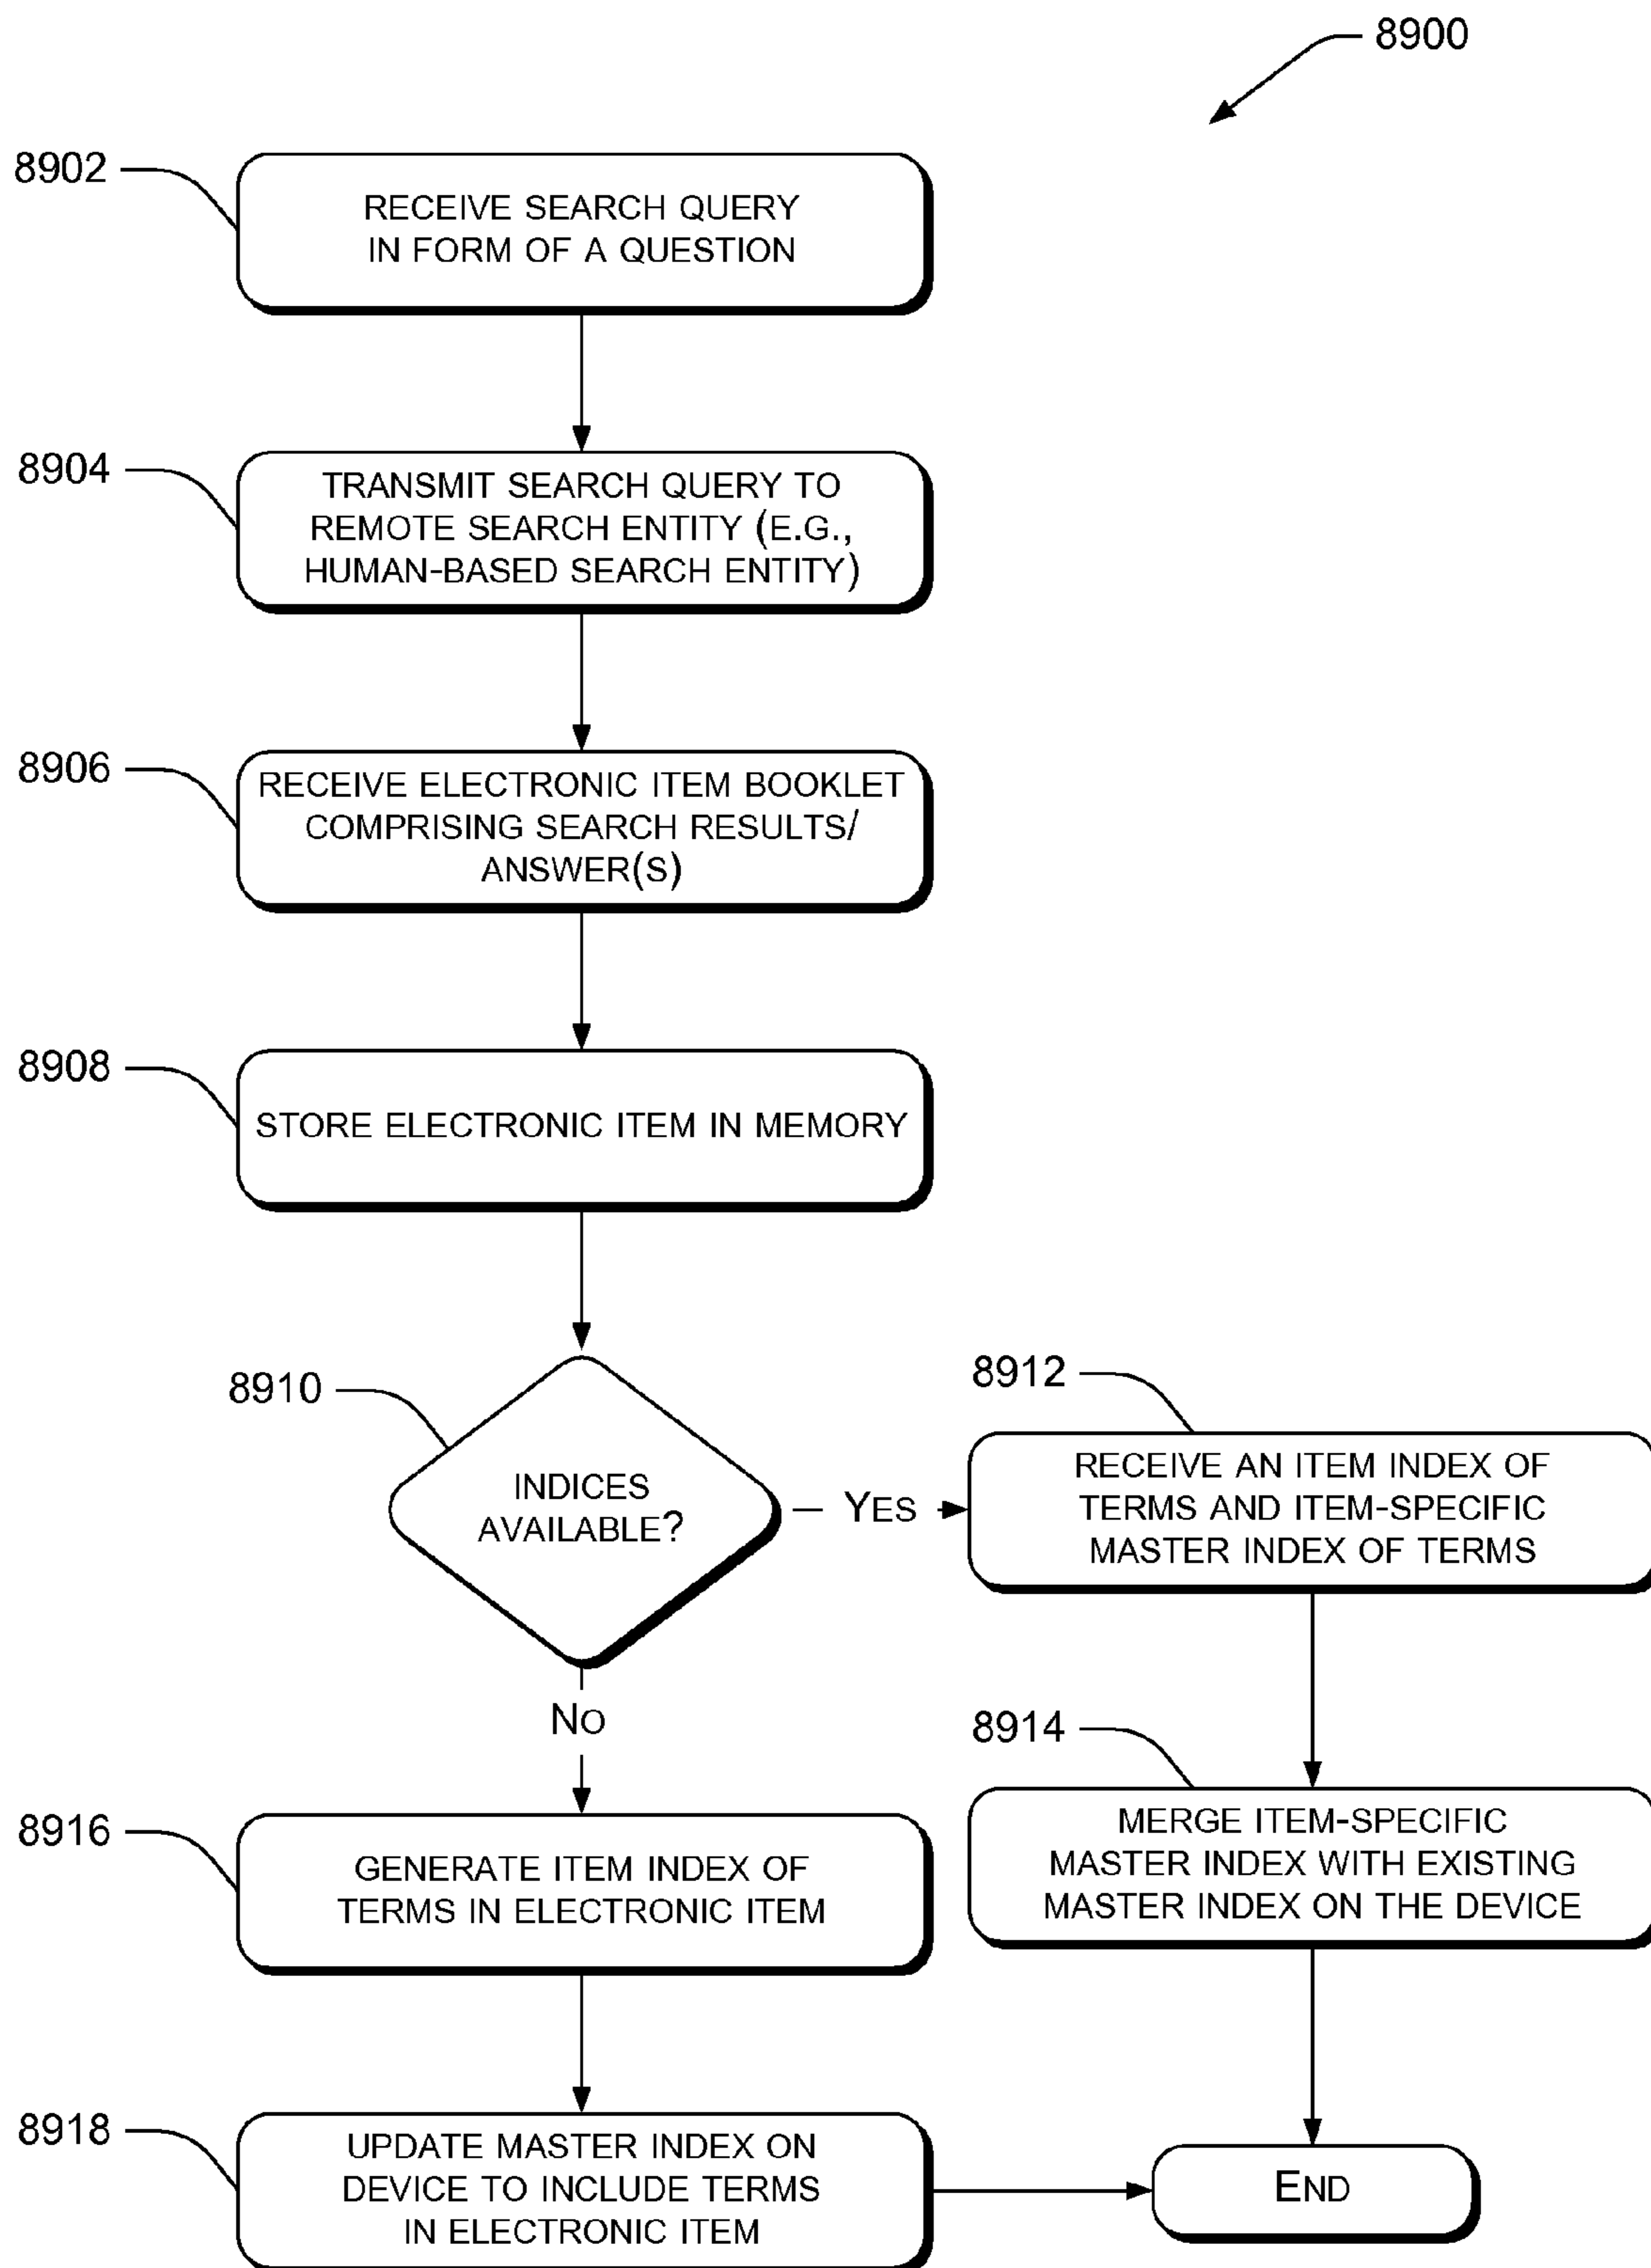 8900
8902
RECEIVE SEARCH QUERY
IN FORM OF A QUESTION
8904
TRANSMIT SEARCH QUERY TO
REMOTE SEARCH ENTITY (E.G.,
HUMAN-BASED SEARCH ENTITY)
8906
RECEIVE ELECTRONIC ITEM BOOKLET
COMPRISING SEARCH RESULTS/
ANSWER(S)
8908
STORE ELECTRONIC ITEM IN MEMORY
8910
INDICES
AVAILABLE?
YES
8912
RECEIVE AN ITEM INDEX OF
TERMS AND ITEM-SPECIFIC
MASTER INDEX OF TERMS
8914
MERGE ITEM-SPECIFIC
MASTER INDEX WITH EXISTING
MASTER INDEX ON THE DEVICE
NO
8916
GENERATE ITEM INDEX OF
TERMS IN ELECTRONIC ITEM
8918
UPDATE MASTER INDEX ON
DEVICE TO INCLUDE TERMS
IN ELECTRONIC ITEM
END